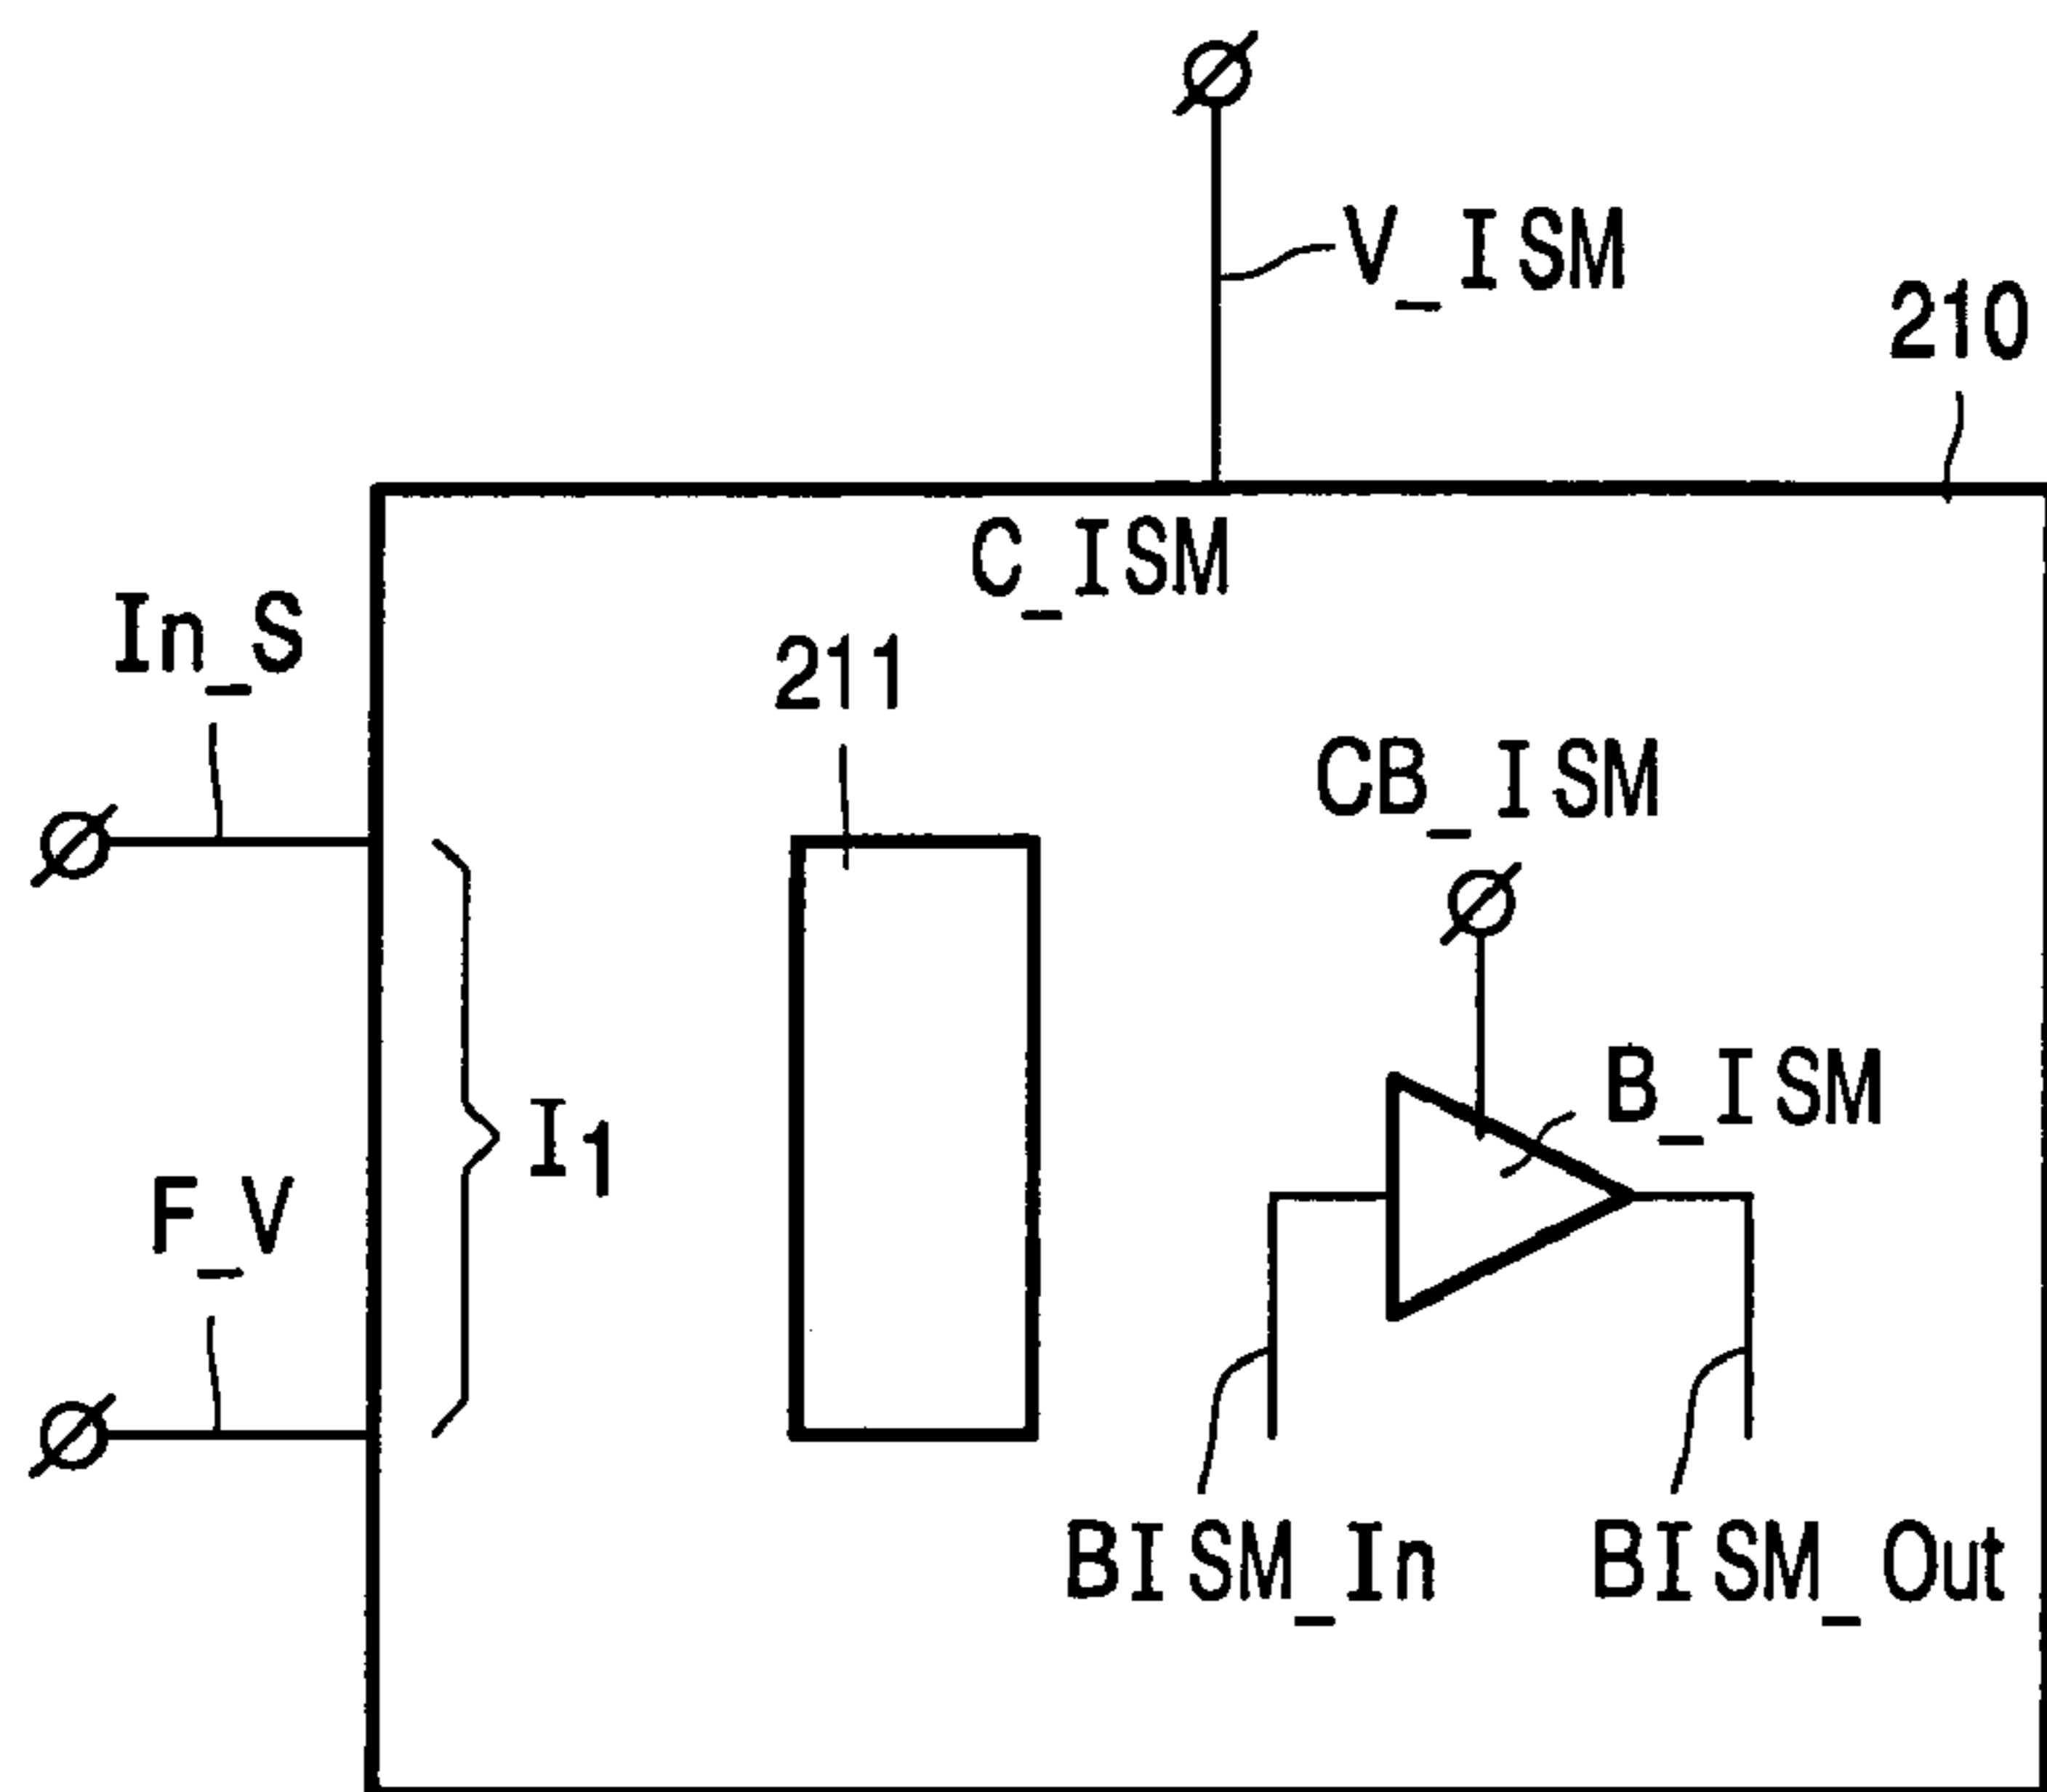 V_ISM
210
C_ISM
In_S
211
CB_ISM
B_ISM
I1
F_V
BISM_In
BISM_Out